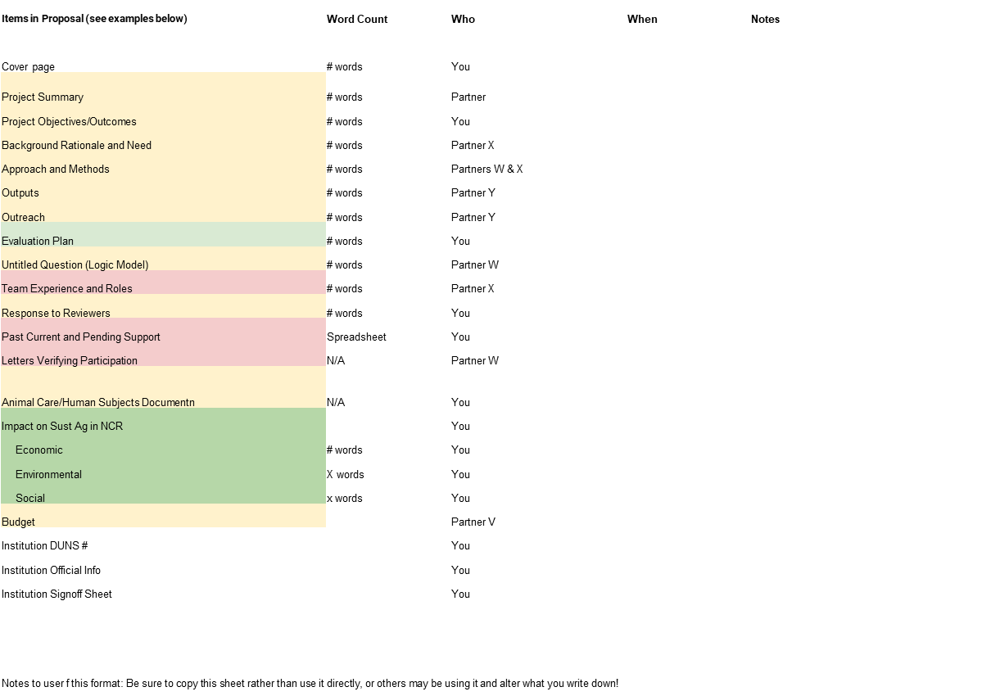 Items in Proposal (see examples below) Word Count Who When Notes
Cover page # words You
Project Summary # words Partner
Project Objectives/Outcomes # words You
Background Rationale and Need # words Partner X
Approach and Methods # words Partners W & X
Outputs # words Partner Y
Outreach # words Partner Y
Evaluation Plan # words You
Untitled Question (Logic Model) # words Partner W
Team Experience and Roles # words Partner X
Response to Reviewers # words You
Past Current and Pending Support Spreadsheet You
Letters Verifying Participation N/A Partner W
Animal Care/Human Subjects Documentn N/A You
Impact on Sust Ag in NCR You
Economic # words You
Environmental X words You
Social x words You
Budget Partner V
Institution DUNS # You
Institution Official Info You
Institution Signoff Sheet You
Notes to user f this format: Be sure to copy this sheet rather than use it directly, or others may be using it and alter what you write down!